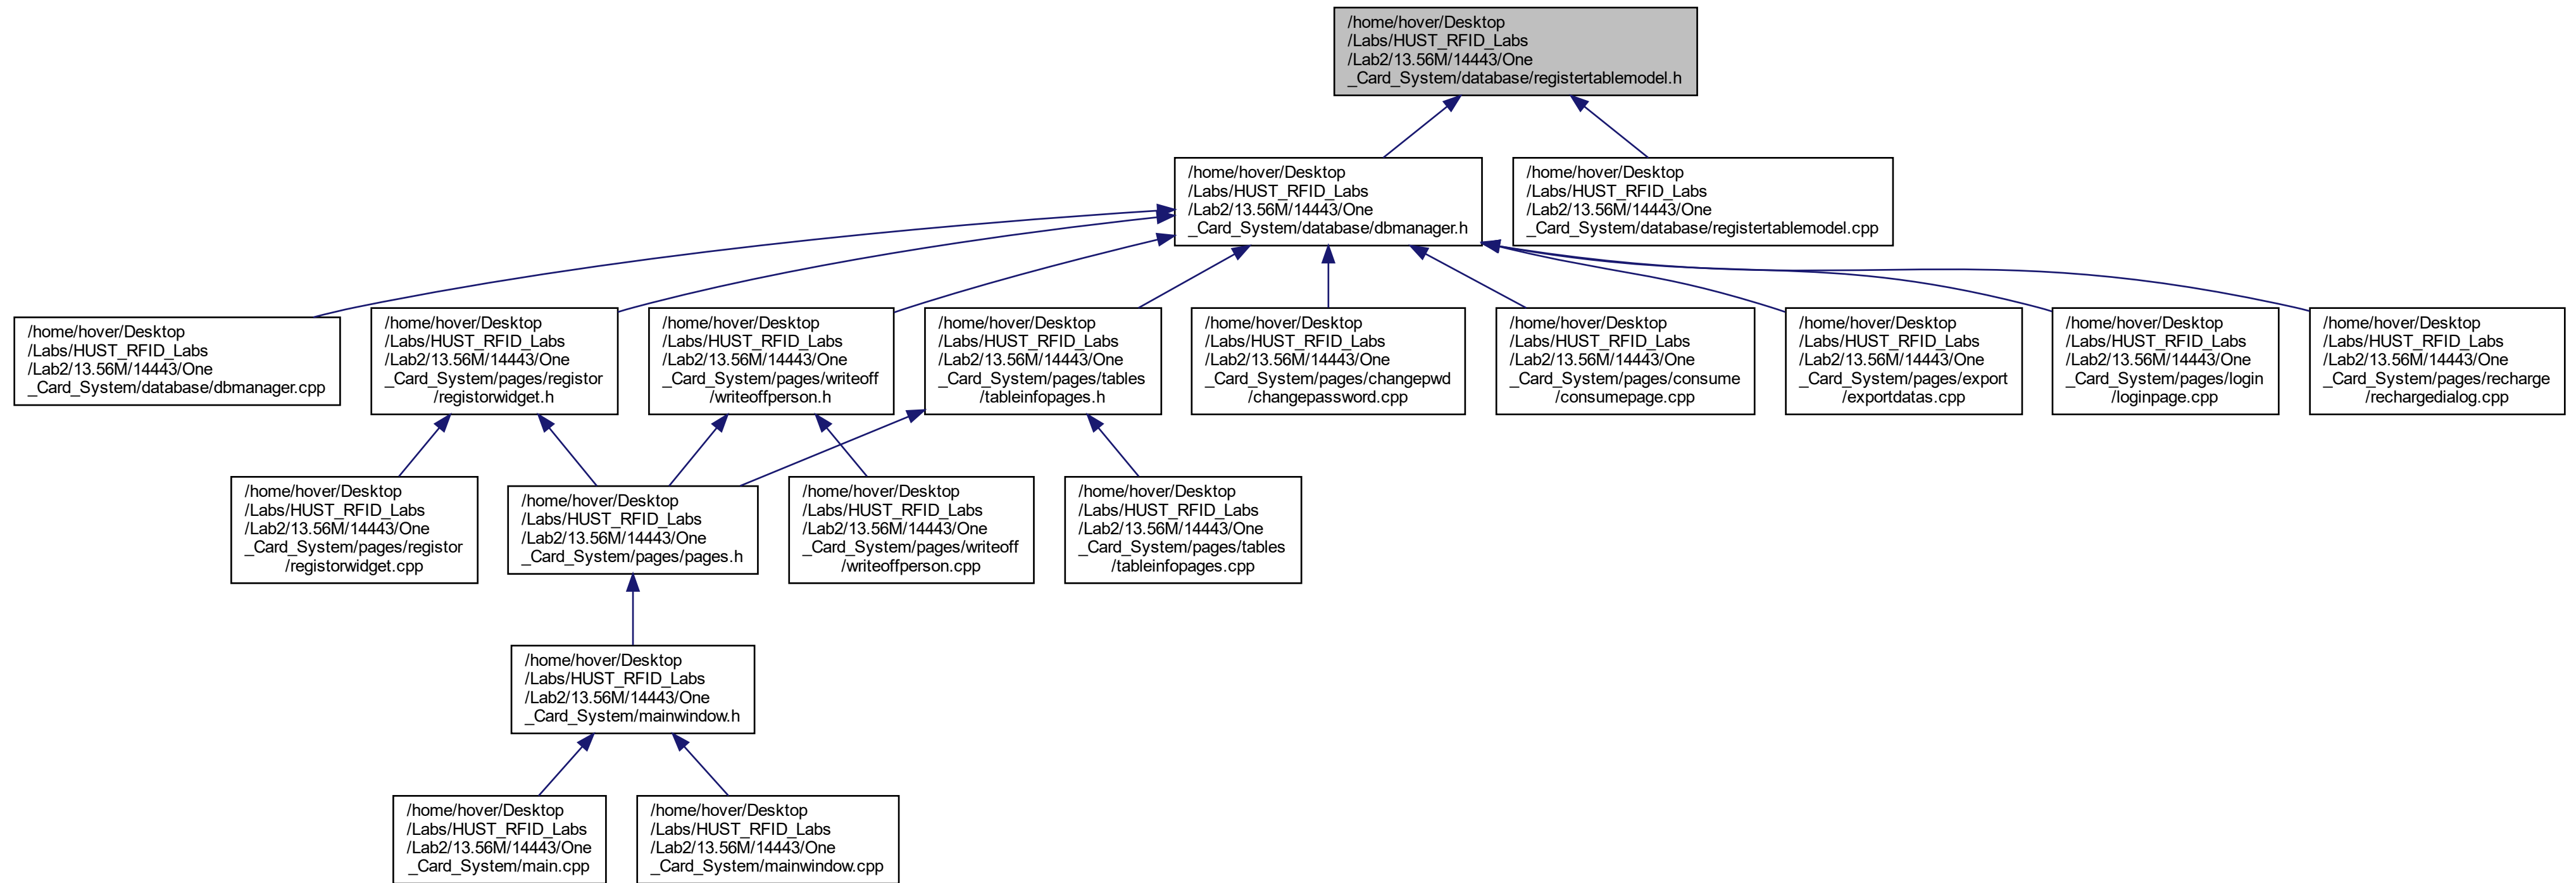 /home/hover/Desktop
/Labs/HUST_RFID_Labs
/Lab2/13.56M/14443/One
_Card_System/database/registertablemodel.h
/home/hover/Desktop
/Labs/HUST_RFID_Labs
/Lab2/13.56M/14443/One
_Card_System/database/dbmanager.h
/home/hover/Desktop
/Labs/HUST_RFID_Labs
/Lab2/13.56M/14443/One
_Card_System/database/registertablemodel.cpp
/home/hover/Desktop
/Labs/HUST_RFID_Labs
/Lab2/13.56M/14443/One
_Card_System/database/dbmanager.cpp
/home/hover/Desktop
/Labs/HUST_RFID_Labs
/Lab2/13.56M/14443/One
_Card_System/pages/registor
/registorwidget.h
/home/hover/Desktop
/Labs/HUST_RFID_Labs
/Lab2/13.56M/14443/One
_Card_System/pages/writeoff
/writeoffperson.h
/home/hover/Desktop
/Labs/HUST_RFID_Labs
/Lab2/13.56M/14443/One
_Card_System/pages/tables
/tableinfopages.h
/home/hover/Desktop
/Labs/HUST_RFID_Labs
/Lab2/13.56M/14443/One
_Card_System/pages/changepwd
/changepassword.cpp
/home/hover/Desktop
/Labs/HUST_RFID_Labs
/Lab2/13.56M/14443/One
_Card_System/pages/consume
/consumepage.cpp
/home/hover/Desktop
/Labs/HUST_RFID_Labs
/Lab2/13.56M/14443/One
_Card_System/pages/export
/exportdatas.cpp
/home/hover/Desktop
/Labs/HUST_RFID_Labs
/Lab2/13.56M/14443/One
_Card_System/pages/login
/loginpage.cpp
/home/hover/Desktop
/Labs/HUST_RFID_Labs
/Lab2/13.56M/14443/One
_Card_System/pages/recharge
/rechargedialog.cpp
/home/hover/Desktop
/Labs/HUST_RFID_Labs
/Lab2/13.56M/14443/One
_Card_System/pages/registor
/registorwidget.cpp
/home/hover/Desktop
/Labs/HUST_RFID_Labs
/Lab2/13.56M/14443/One
_Card_System/pages/pages.h
/home/hover/Desktop
/Labs/HUST_RFID_Labs
/Lab2/13.56M/14443/One
_Card_System/pages/writeoff
/writeoffperson.cpp
/home/hover/Desktop
/Labs/HUST_RFID_Labs
/Lab2/13.56M/14443/One
_Card_System/pages/tables
/tableinfopages.cpp
/home/hover/Desktop
/Labs/HUST_RFID_Labs
/Lab2/13.56M/14443/One
_Card_System/mainwindow.h
/home/hover/Desktop
/Labs/HUST_RFID_Labs
/Lab2/13.56M/14443/One
_Card_System/main.cpp
/home/hover/Desktop
/Labs/HUST_RFID_Labs
/Lab2/13.56M/14443/One
_Card_System/mainwindow.cpp